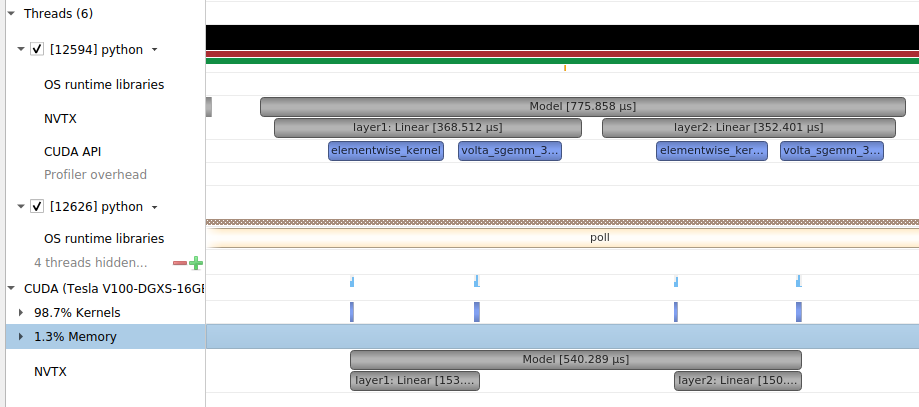 Threads (6)
[12594] python
OS runtime libraries
NVTX
Model [775.858 µs]
layer1: Linear [368.512 µs]
layer2: Linear [352.401 µs]
CUDA API
elementwise_kernel
volta_sgemm_3...
elementwise_ker...
volta_sgemm_3...
Profiler overhead
[12626] python
OS runtime libraries
poll
4 threads hidden...
CUDA (Tesla V100-DGXS-16GE
98.7% Kernels
1.3% Memory
NVTX
Model [540.289 µs]
layer1: Linear [153....
layer2: Linear [150....